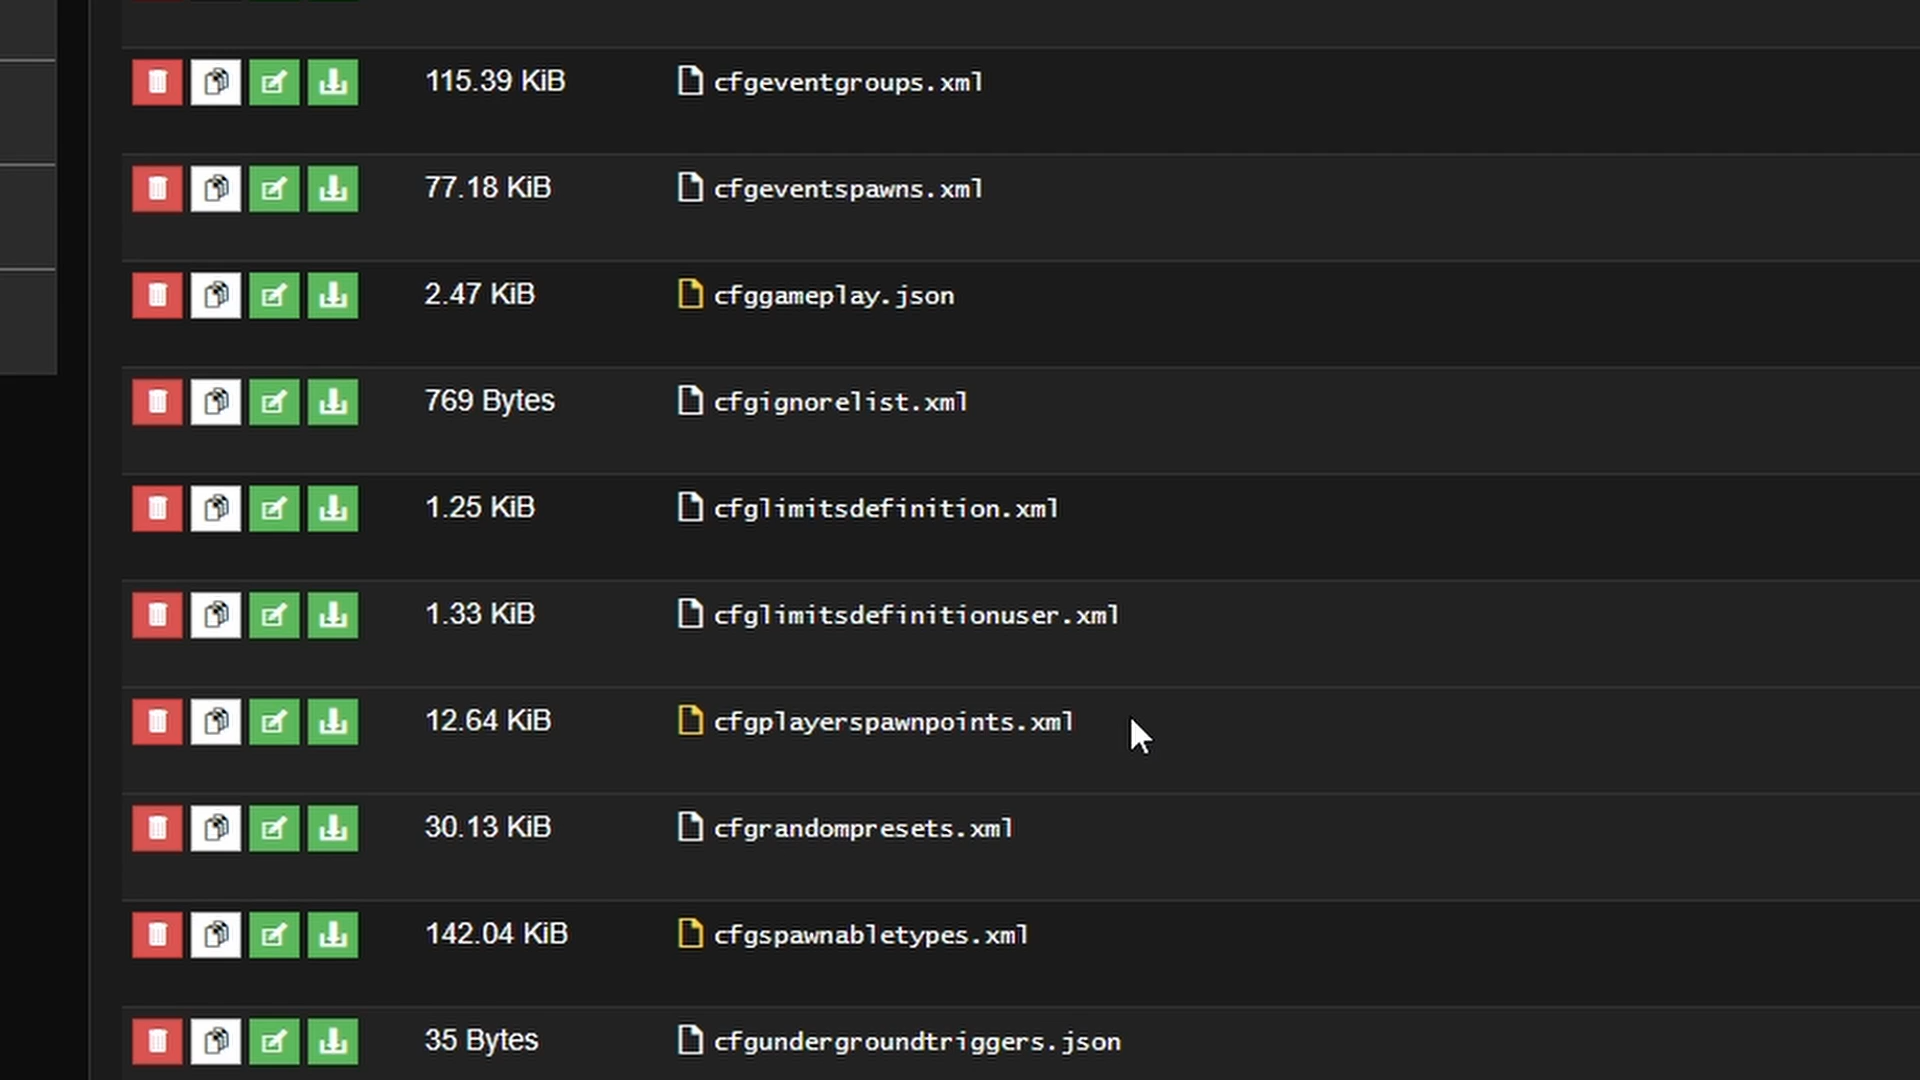 115.39 KiB cfgeventgroups.xml
77.18 KiB cfgeventspawns.xml
2.47 KiB cfggameplay.json
769 Bytes cfgignorelist.xml
1.25 KiB cfglimitsdefinition.xml
1.33 KiB cfglimitsdefinitionuser.xml
12.64 KiB cfgplayerspawnpoints.xml
30.13 KiB cfgrandompresets.xml
142.04 KiB cfgspawnabletypes.xml
35 Bytes cfgundergroundtriggers.json